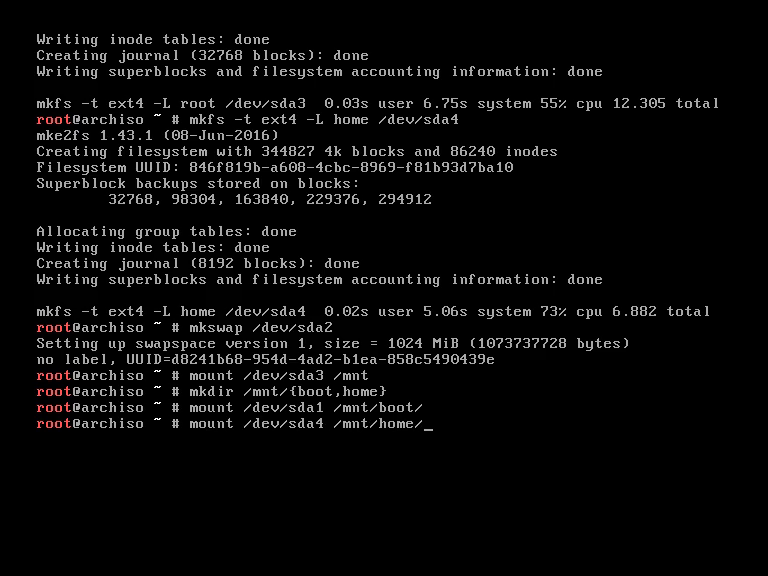 Writing inode tables: done
Creating journal (32768 blocks): done
Writing superblocks and filesystem accounting information: done
mkfs -t ext4 -L root /dev/sda3  0.03s user 6.75s system 55% cpu 12.305 total
root@archiso ~ # mkfs -t ext4 -L home /dev/sda4
mke2fs 1.43.1 (08-Jun-2016)
Creating filesystem with 344827 4k blocks and 86240 inodes
Filesystem UUID: 846f819b-a608-4cbc-8969-f81b93d7ba10
Superblock backups stored on blocks:
        32768, 98304, 163840, 229376, 294912
Allocating group tables: done
Writing inode tables: done
Creating journal (8192 blocks): done
Writing superblocks and filesystem accounting information: done
mkfs -t ext4 -L home /dev/sda4  0.02s user 5.06s system 73% cpu 6.882 total
root@archiso ~ # mkswap /dev/sda2
Setting up swapspace version 1, size = 1024 MiB (1073737728 bytes)
no label, UUID=d8241b68-954d-4ad2-b1ea-858c5490439e
root@archiso ~ # mount /dev/sda3 /mnt
root@archiso ~ # mkdir /mnt/{boot,home}
root@archiso ~ # mount /dev/sda1 /mnt/boot/
root@archiso ~ # mount /dev/sda4 /mnt/home/_